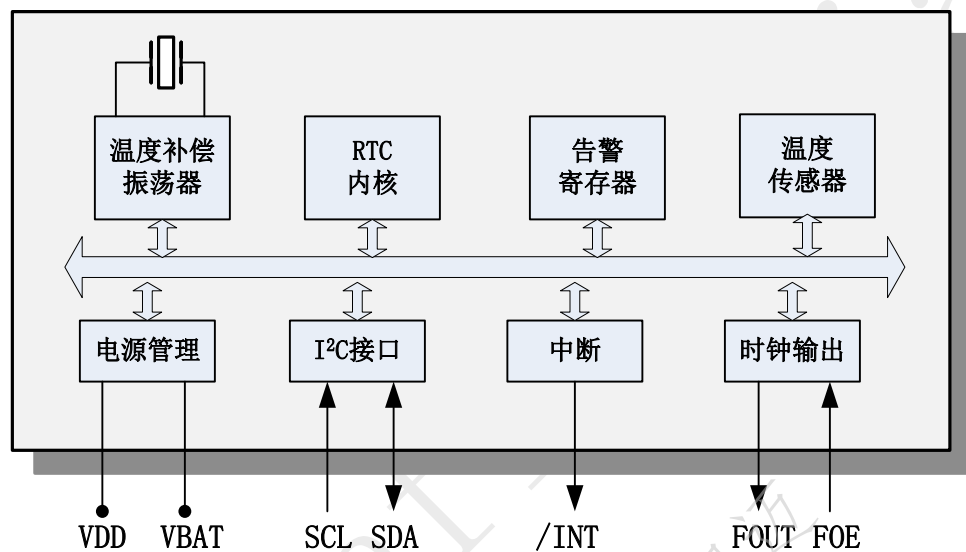 温度补偿
振荡器
RTC
内核
告警
寄存器
温度
传感器
电源管理
I²C接口
中断
时钟输出
VDD VBAT SCL SDA /INT FOUT FOE